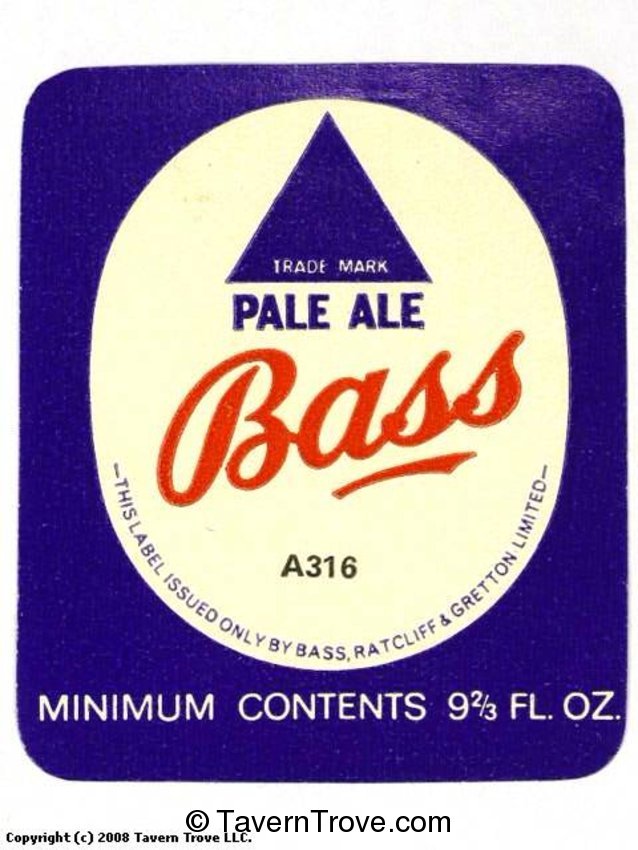 TRADE MARK
PALE ALE
Bass
A316
—THIS LABEL ISSUED ONLY BY BASS, RATCLIFF & GRETTON LIMITED—
MINIMUM CONTENTS 9⅔ FL. OZ.
© TavernTrove.com
Copyright (c) 2008 Tavern Trove LLC.